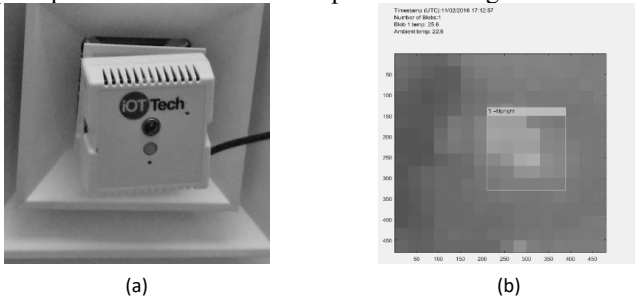 iOT Tech
Timestamp (UTC):11/02/2016 17:12:57
Number of Blobs:1
Blob 1 temp: 25.6
Ambient temp: 22.6
50
100
150
200
250
300
350
400
450
1 -Upright
50 100 150 200 250 300 350 400 450
(a) (b)